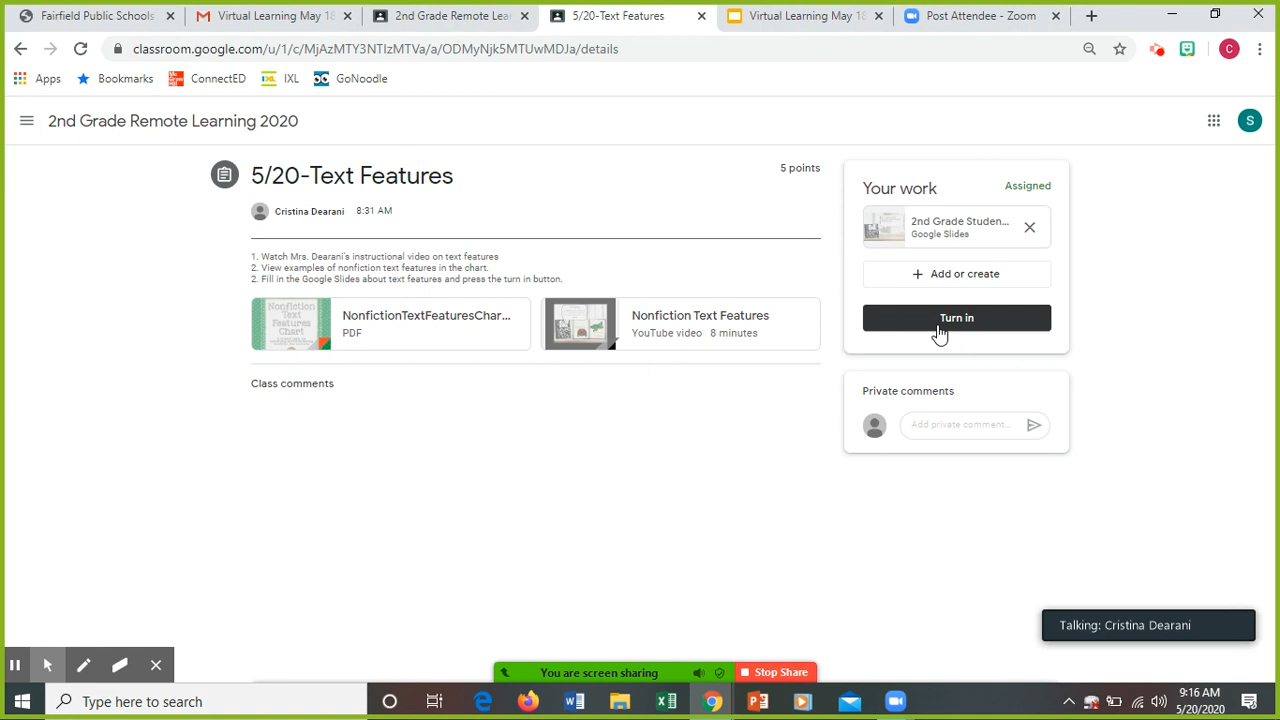 Fairfield Public Schools
Virtual Learning May 18
2nd Grade Remote Lea
5/20-Text Features
Virtual Learning May 18
Post Attendee - Zoom
classroom.google.com/u/1/c/MjAzMTY3NTIzMTVa/a/ODMyNjk5MTUwMDJa/details
C
Apps
Bookmarks
ConnectED
IXL
GoNoodle
2nd Grade Remote Learning 2020
S
5/20-Text Features
5 points
Cristina Dearani 8:31 AM
1. Watch Mrs. Dearani's instructional video on text features
2. View examples of nonfiction text features in the chart.
2. Fill in the Google Slides about text features and press the turn in button.
Nonfiction
Text
Features
Chart
NonfictionTextFeaturesChar...
PDF
Nonfiction Text Features
YouTube video 8 minutes
Class comments
Your work
Assigned
2nd Grade Studen...
Google Slides
+ Add or create
Turn in
Private comments
Add private comment...
Talking: Cristina Dearani
You are screen sharing
Stop Share
Type here to search
9:16 AM
5/20/2020